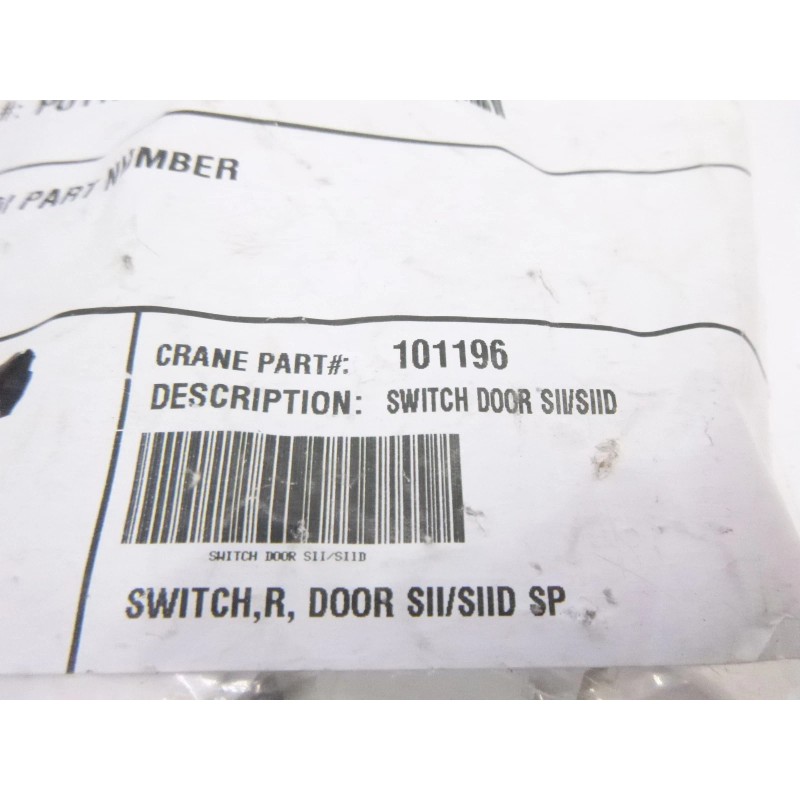 PART NUMBER
CRANE PART#: 101196
DESCRIPTION: SWITCH DOOR SII/SIID
SWITCH DOOR SII/SIID
SWITCH,R, DOOR SII/SIID SP